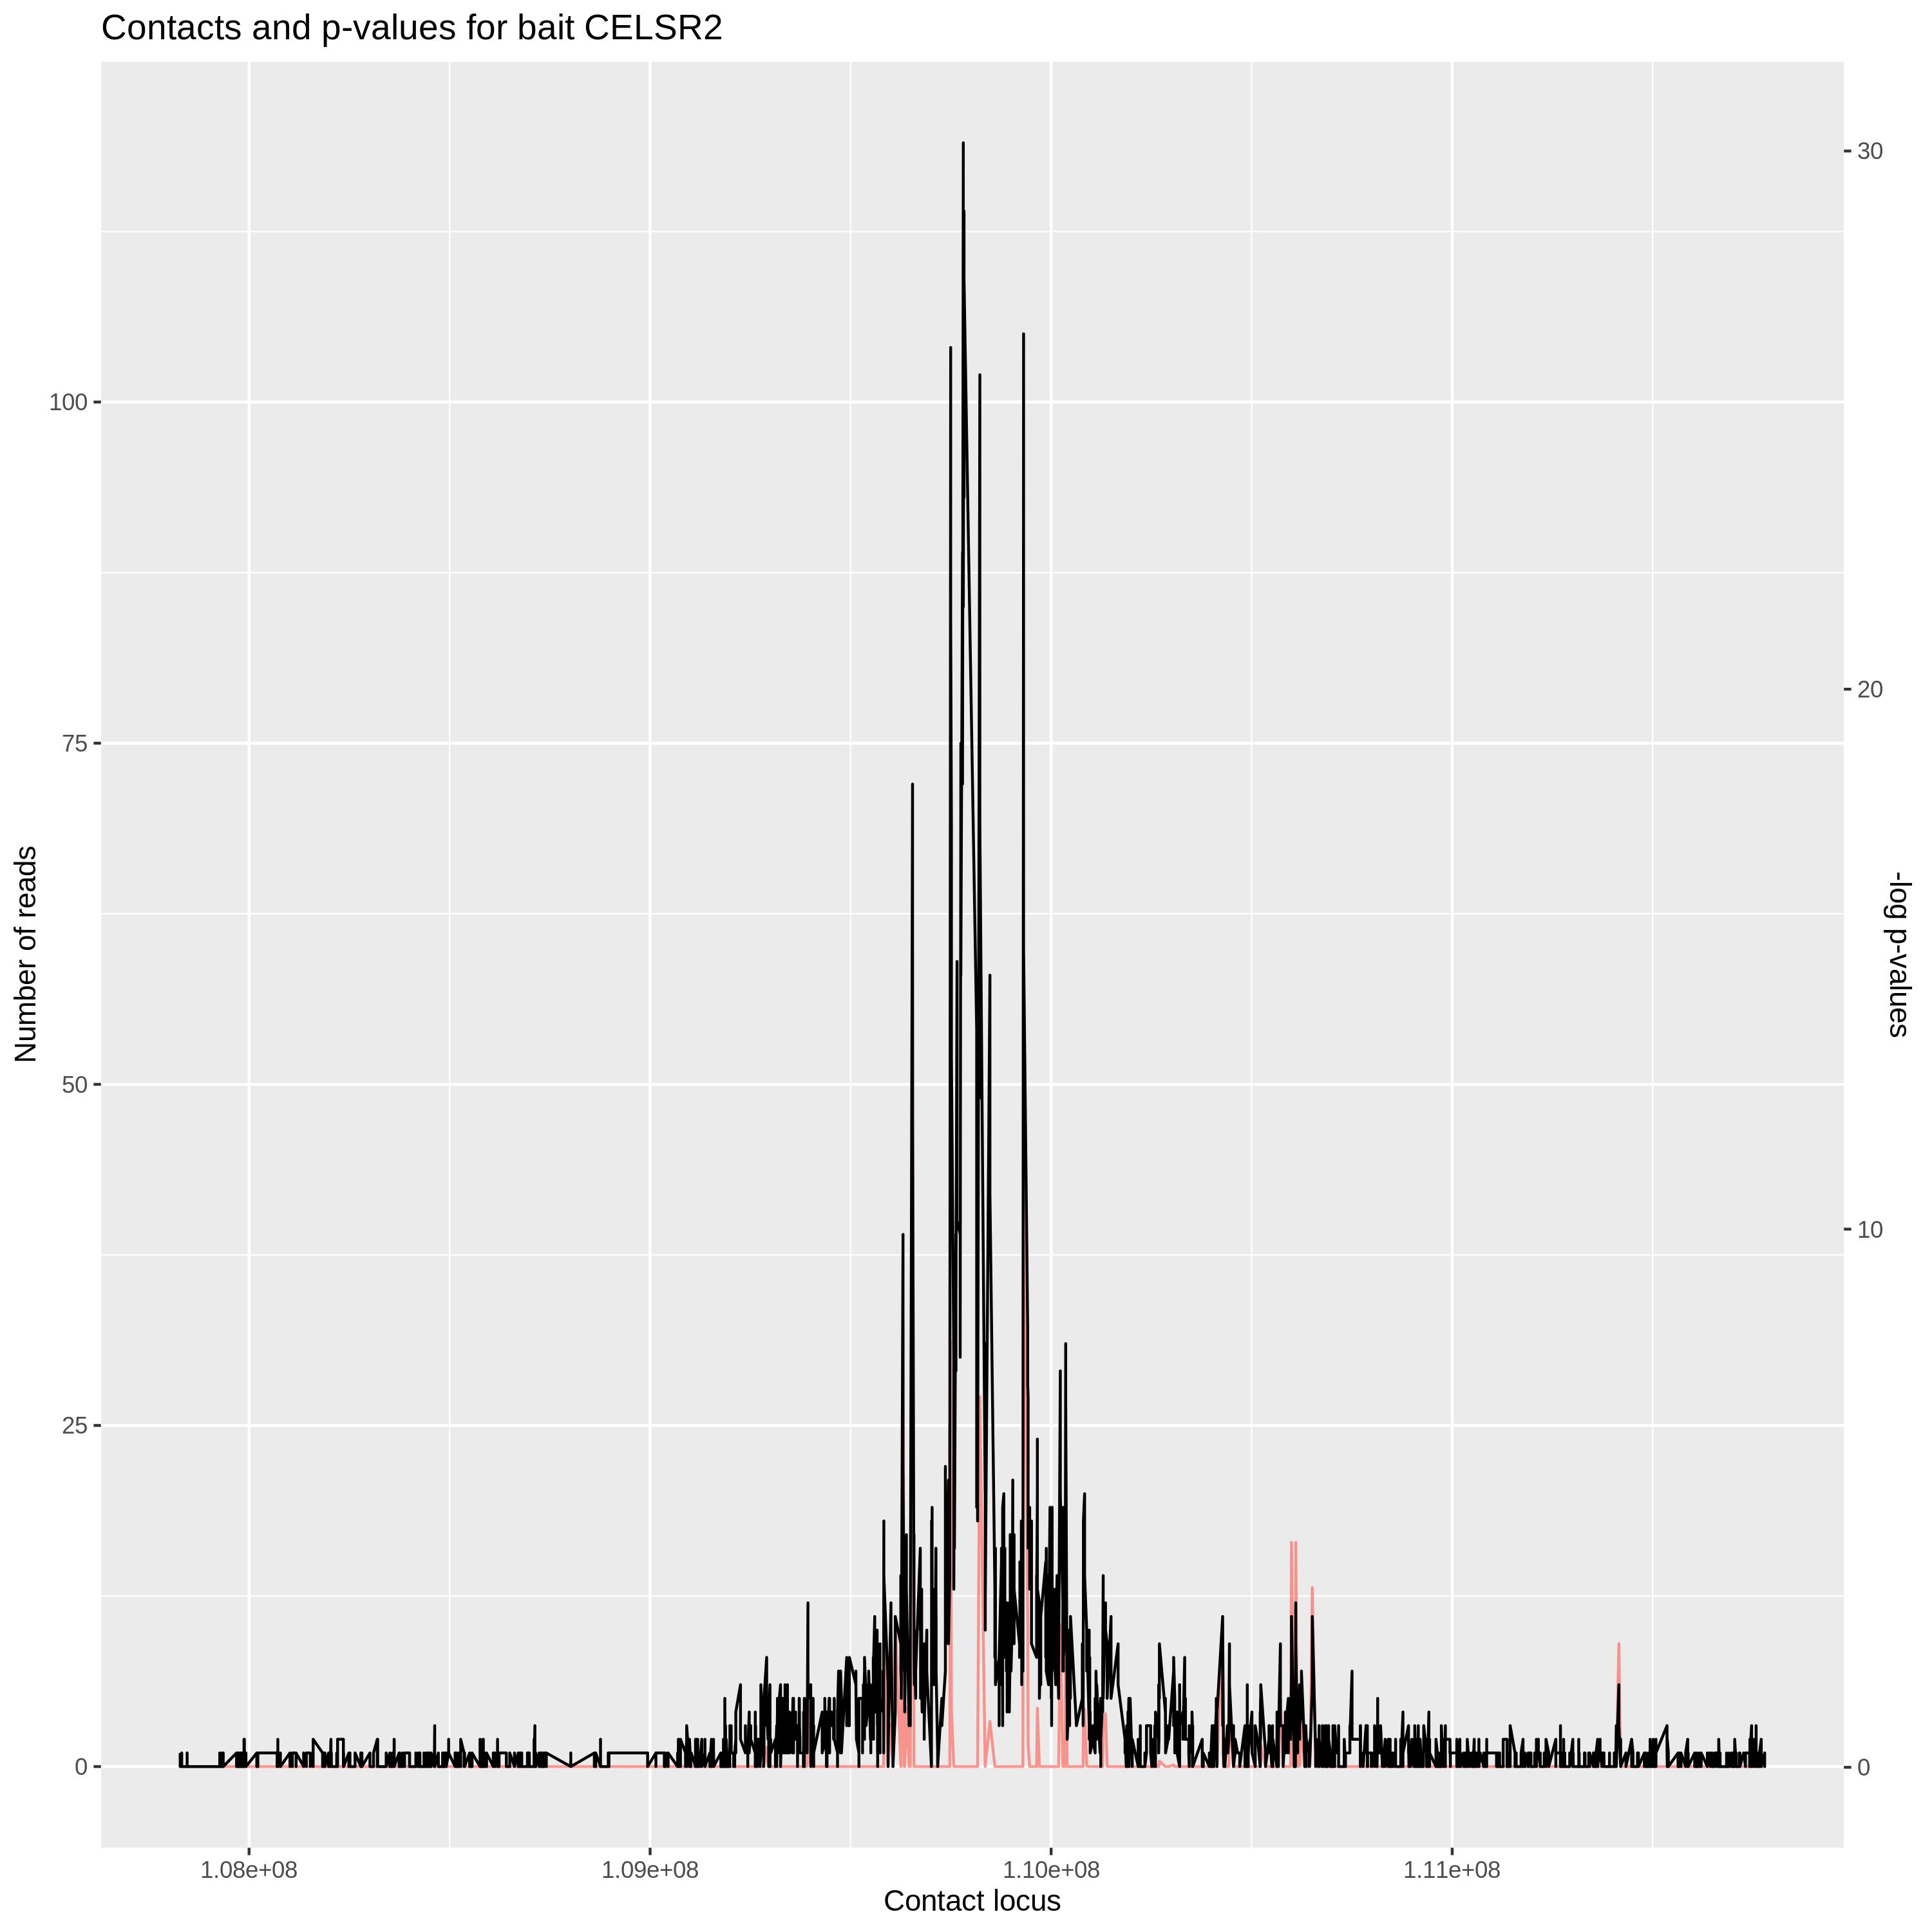 Contacts and p-values for bait CELSR2
Number of reads
100
75
50
25
0
30
20
10
0
-log p-values
1.08e+08
1.09e+08
1.10e+08
1.11e+08
Contact locus